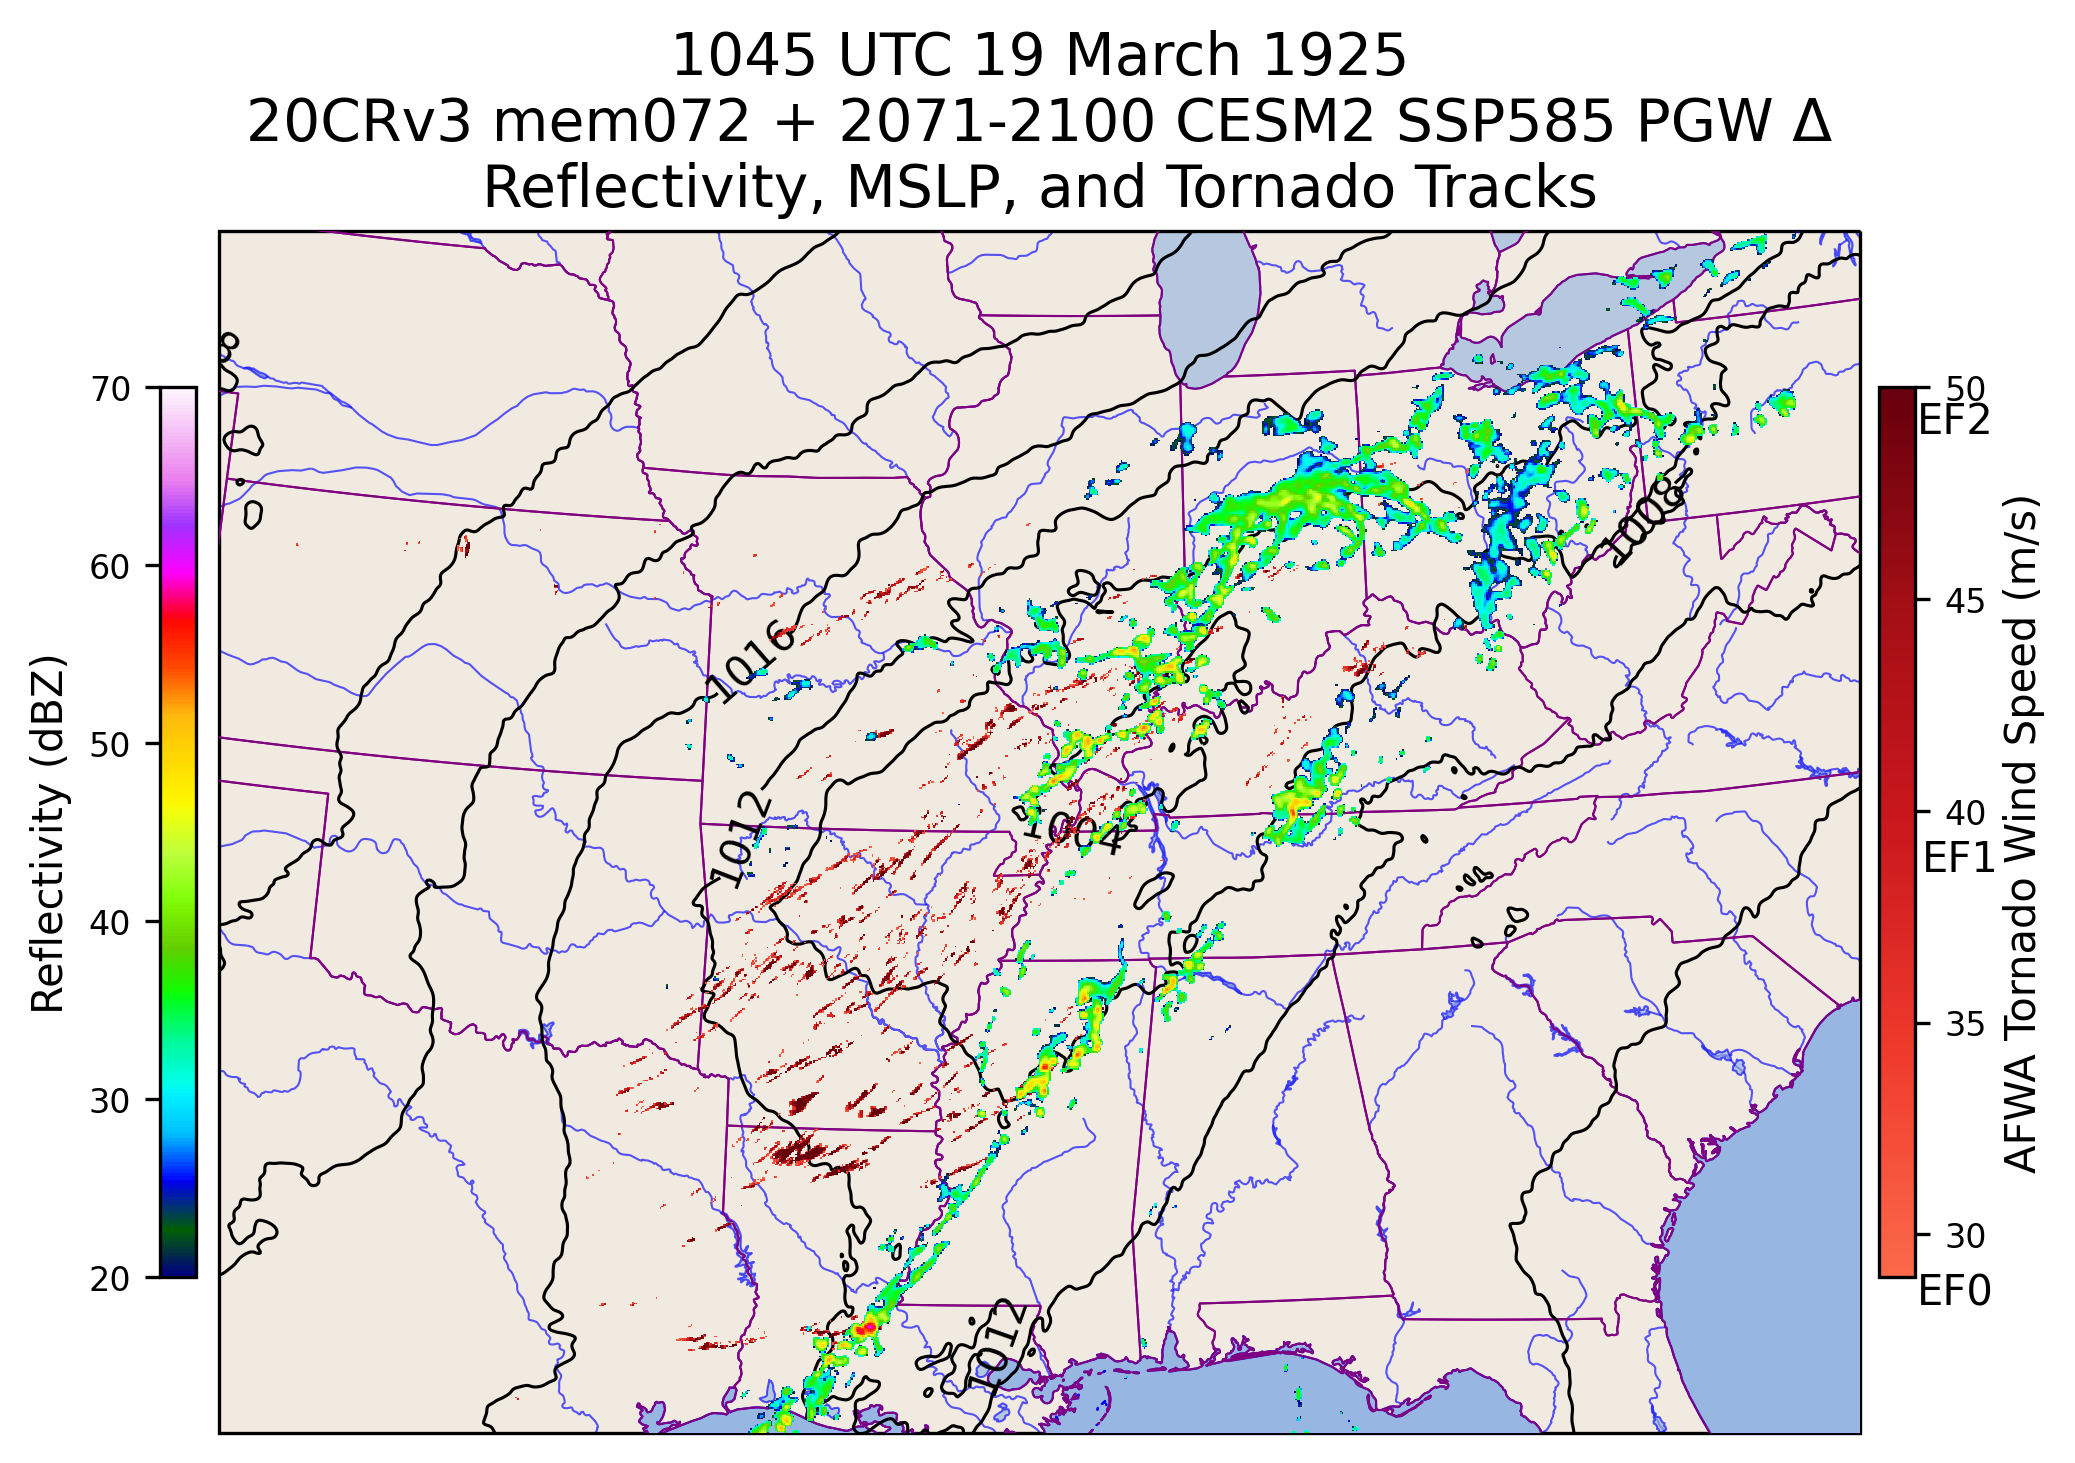 1045 UTC 19 March 1925
20CRv3 mem072 + 2071-2100 CESM2 SSP585 PGW Δ
Reflectivity, MSLP, and Tornado Tracks
Reflectivity (dBZ)
70
60
50
40
30
20
1016
1012
1004
1008
1012
50
EF2
45
40
EF1
35
30
EF0
AFWA Tornado Wind Speed (m/s)